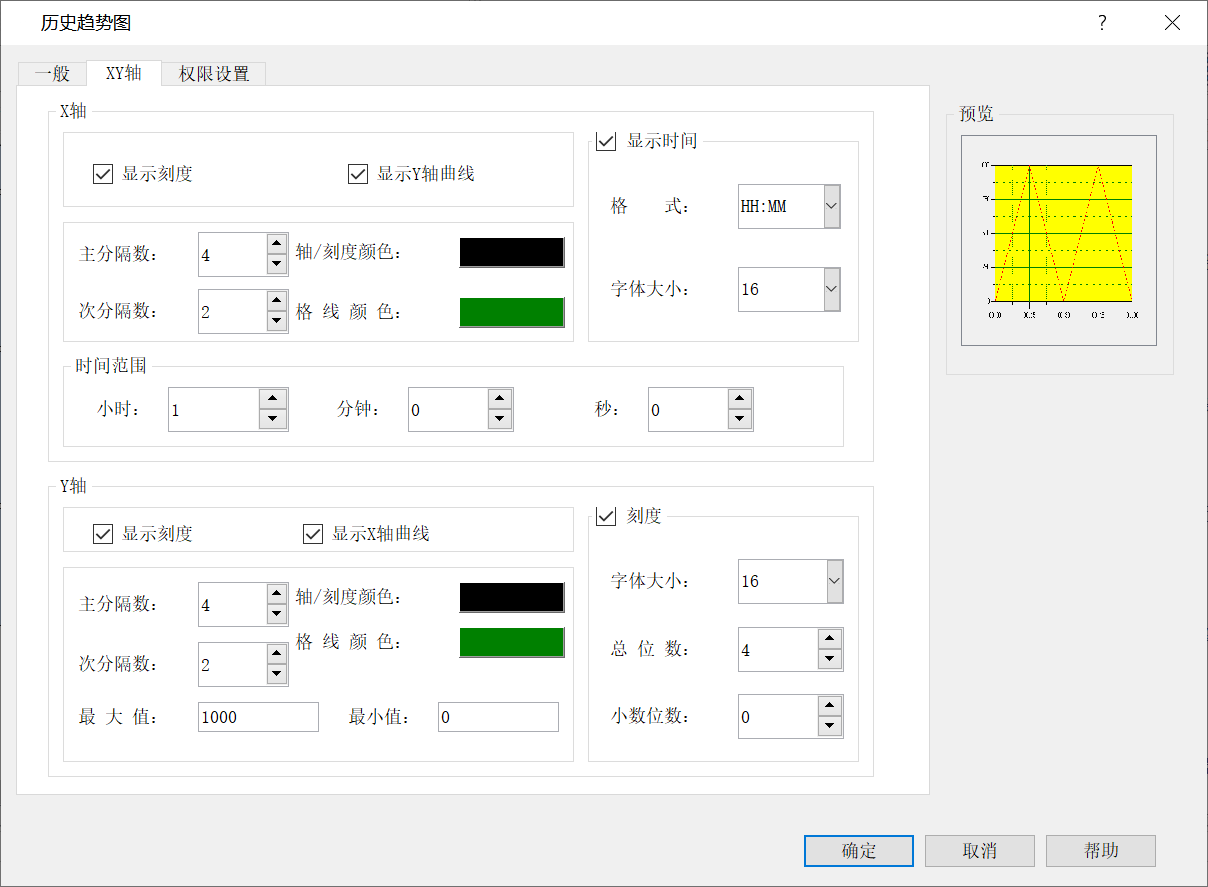 历史趋势图
?
一般 XY轴 权限设置
X轴
显示刻度 显示Y轴曲线
主分隔数: 4 轴/刻度颜色:
次分隔数: 2 格 线 颜 色:
显示时间
格 式: HH:MM
字体大小: 16
时间范围
小时: 1 分钟: 0 秒: 0
Y轴
显示刻度 显示X轴曲线
主分隔数: 4 轴/刻度颜色:
次分隔数: 2 格 线 颜 色:
最 大 值: 1000 最小值: 0
刻度
字体大小: 16
总 位 数: 4
小数位数: 0
预览
确定 取消 帮助